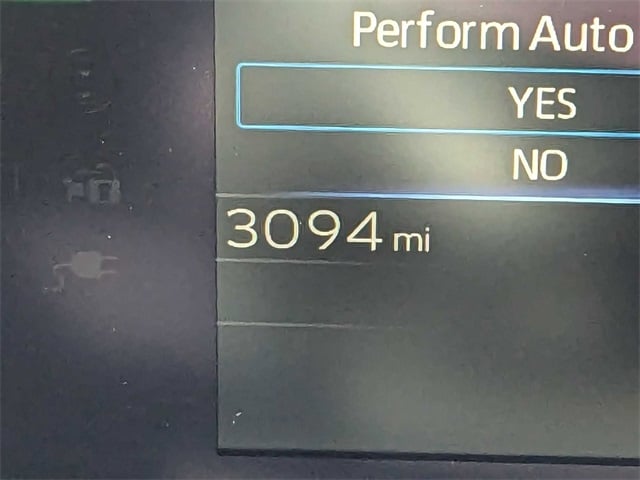 Perform Auto
YES
NO
3094 mi